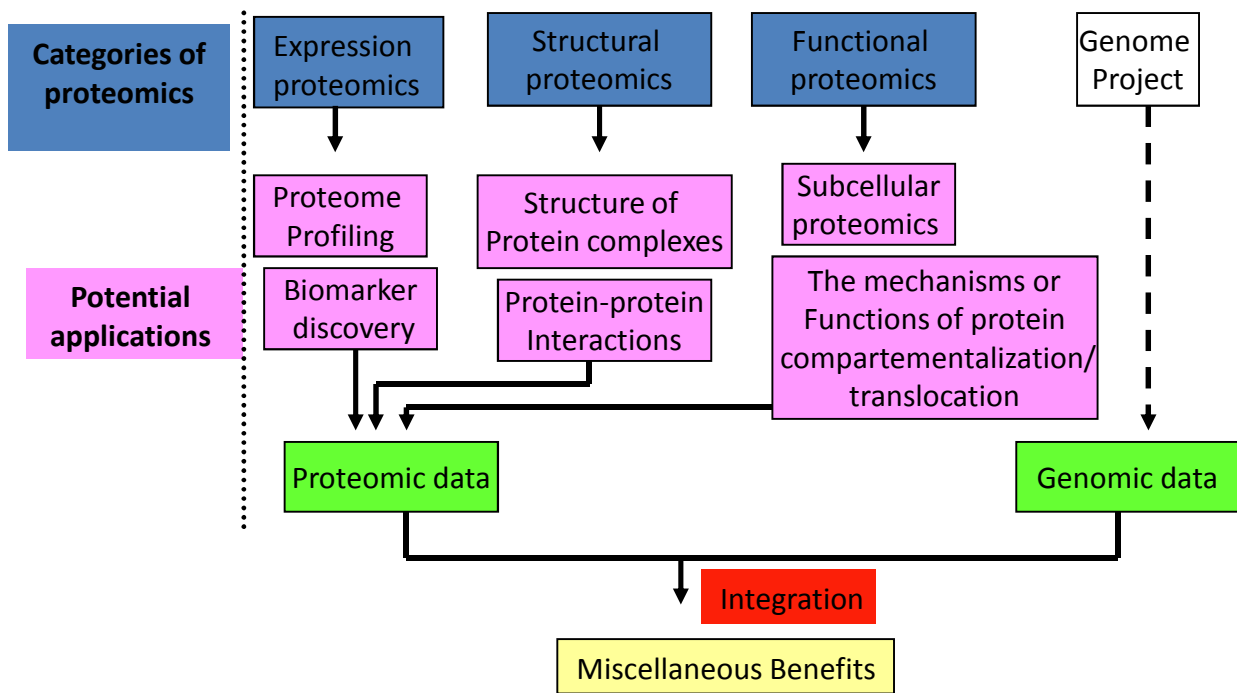 Categories of
proteomics
Expression
proteomics
Structural
proteomics
Functional
proteomics
Genome
Project
Potential
applications
Proteome
Profiling
Biomarker
discovery
Structure of
Protein complexes
Protein-protein
Interactions
Subcellular
proteomics
The mechanisms or
Functions of protein
compartementalization/
translocation
Proteomic data
Genomic data
Integration
Miscellaneous Benefits